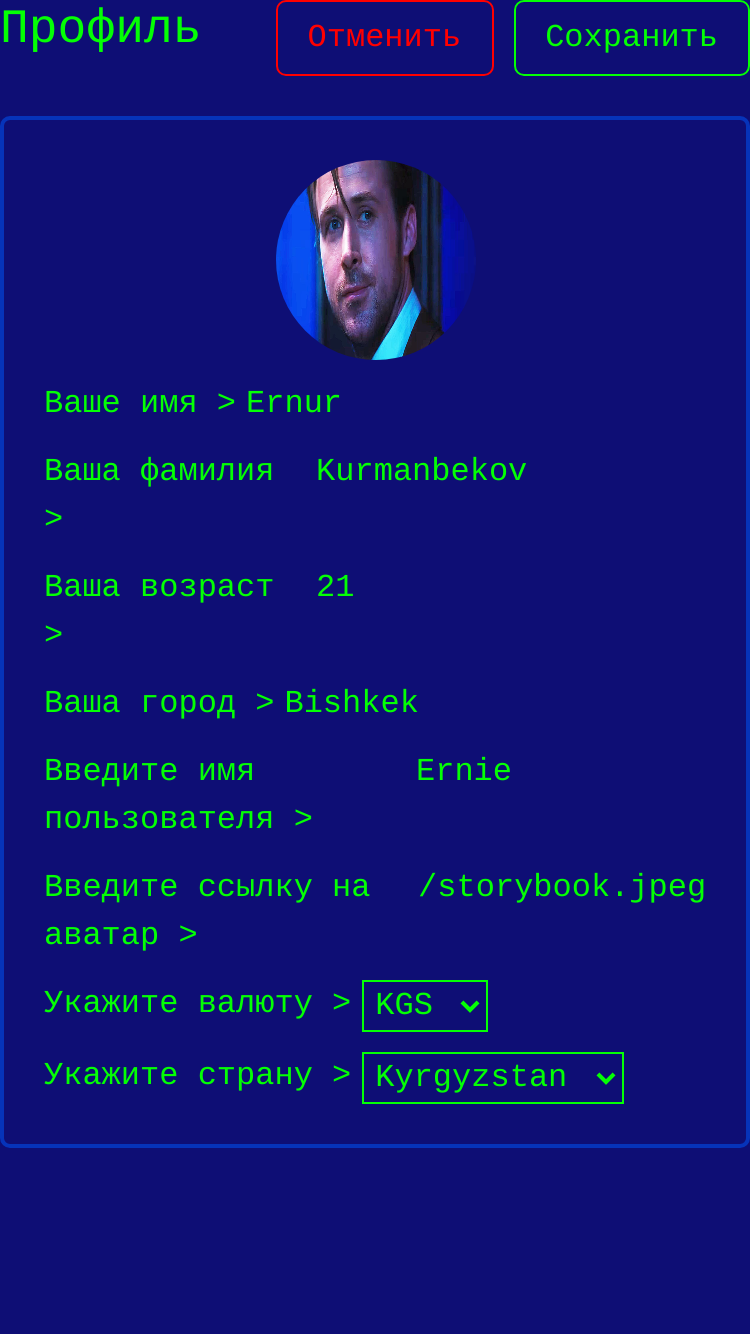 Профиль Отменить Сохранить
Ваше имя > Ernur
Ваша фамилия Kurmanbekov
>
Ваша возраст 21
>
Ваша город > Bishkek
Введите имя Ernie
пользователя >
Введите ссылку на /storybook.jpeg
аватар >
Укажите валюту > KGS
Укажите страну > Kyrgyzstan